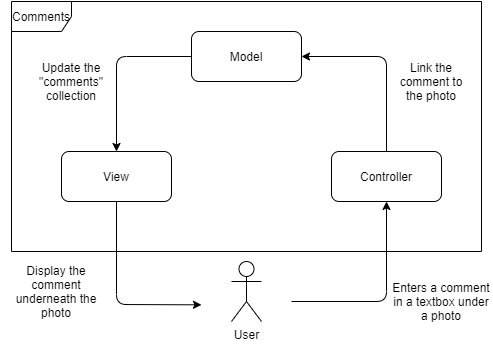 Comments
Model
Update the
"comments"
collection
Link the
comment to
the photo
View
Controller
Display the
comment
underneath the
photo
Enters a comment
in a textbox under
a photo
User